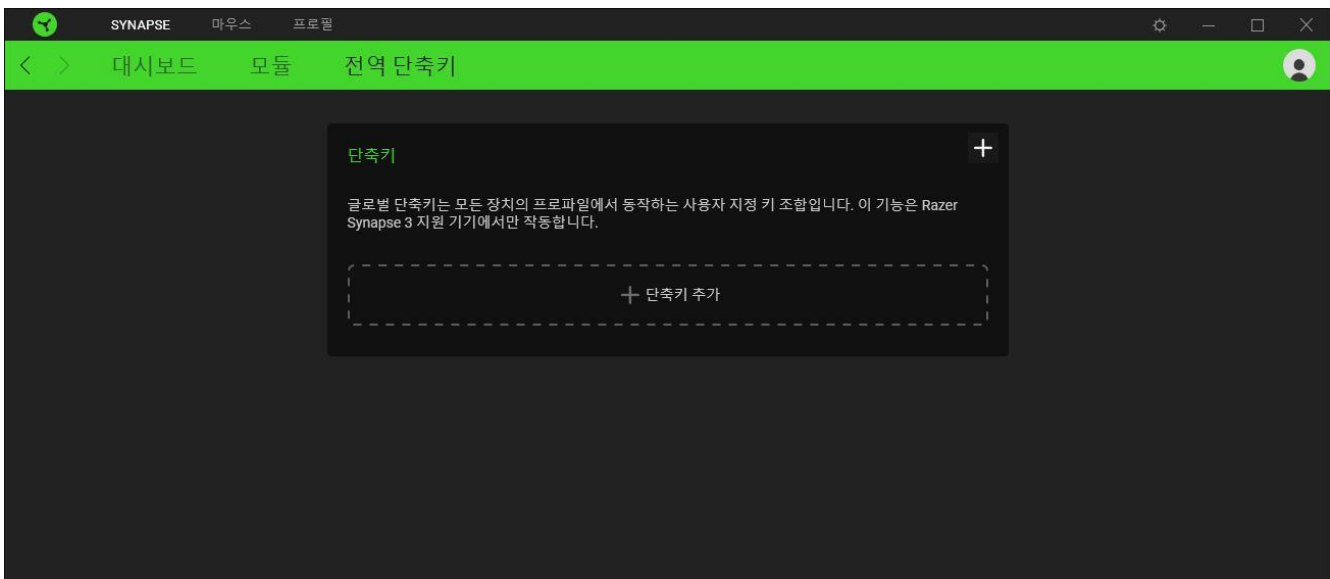 SYNAPSE 마우스 프로필
대시보드 모듈 전역 단축키
단축키
글로벌 단축키는 모든 장치의 프로파일에서 동작하는 사용자 지정 키 조합입니다. 이 기능은 Razer
Synapse 3 지원 기기에서만 작동합니다.
단축키 추가